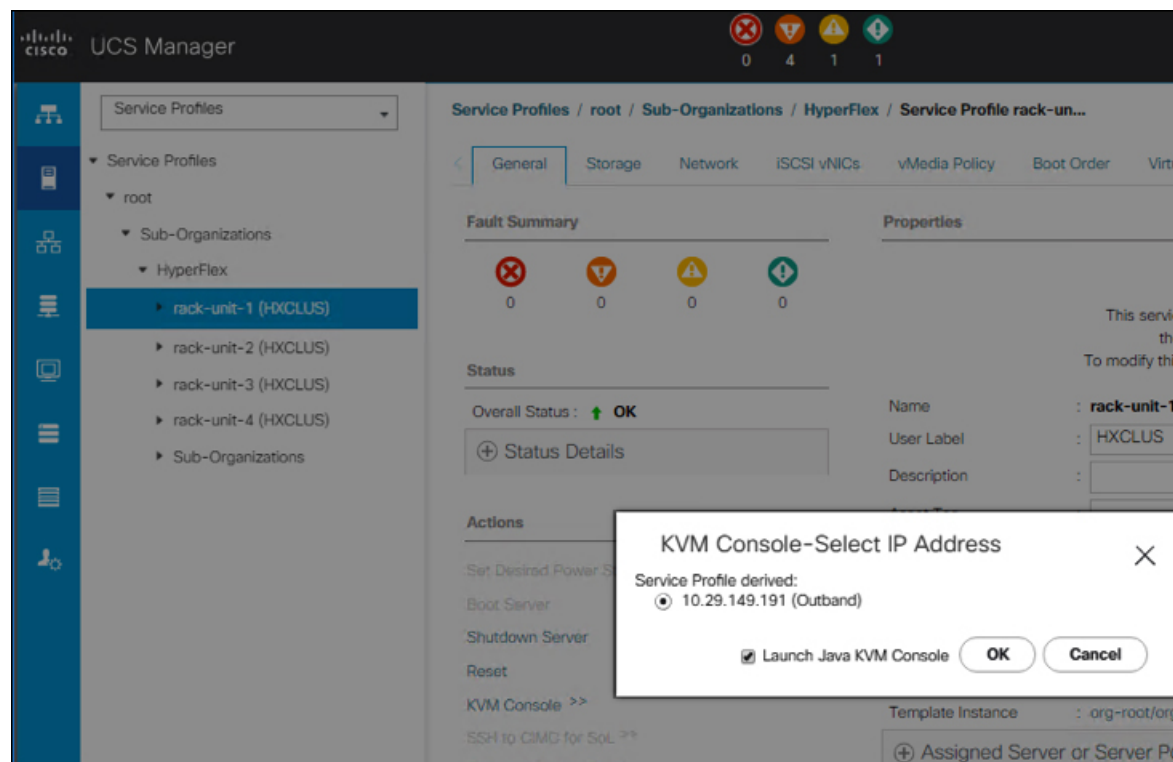 cisco UCS Manager
0 4 1 1
Service Profiles
Service Profiles
root
Sub-Organizations
HyperFlex
rack-unit-1 (HXCLUS)
rack-unit-2 (HXCLUS)
rack-unit-3 (HXCLUS)
rack-unit-4 (HXCLUS)
Sub-Organizations
Service Profiles / root / Sub-Organizations / HyperFlex / Service Profile rack-un...
General Storage Network iSCSI vNICs vMedia Policy Boot Order Virt
Fault Summary
0 0 0 0
Status
Overall Status : OK
Status Details
Actions
Set Desired Power S
Boot Server
Shutdown Server
Reset
KVM Console >>
SSH to CIMC for SoL >>
Properties
This servi
th
To modify thi
Name : rack-unit-1
User Label : HXCLUS
Description :
KVM Console-Select IP Address
Service Profile derived:
10.29.149.191 (Outband)
Launch Java KVM Console OK Cancel
Template Instance : org-root/org
Assigned Server or Server P